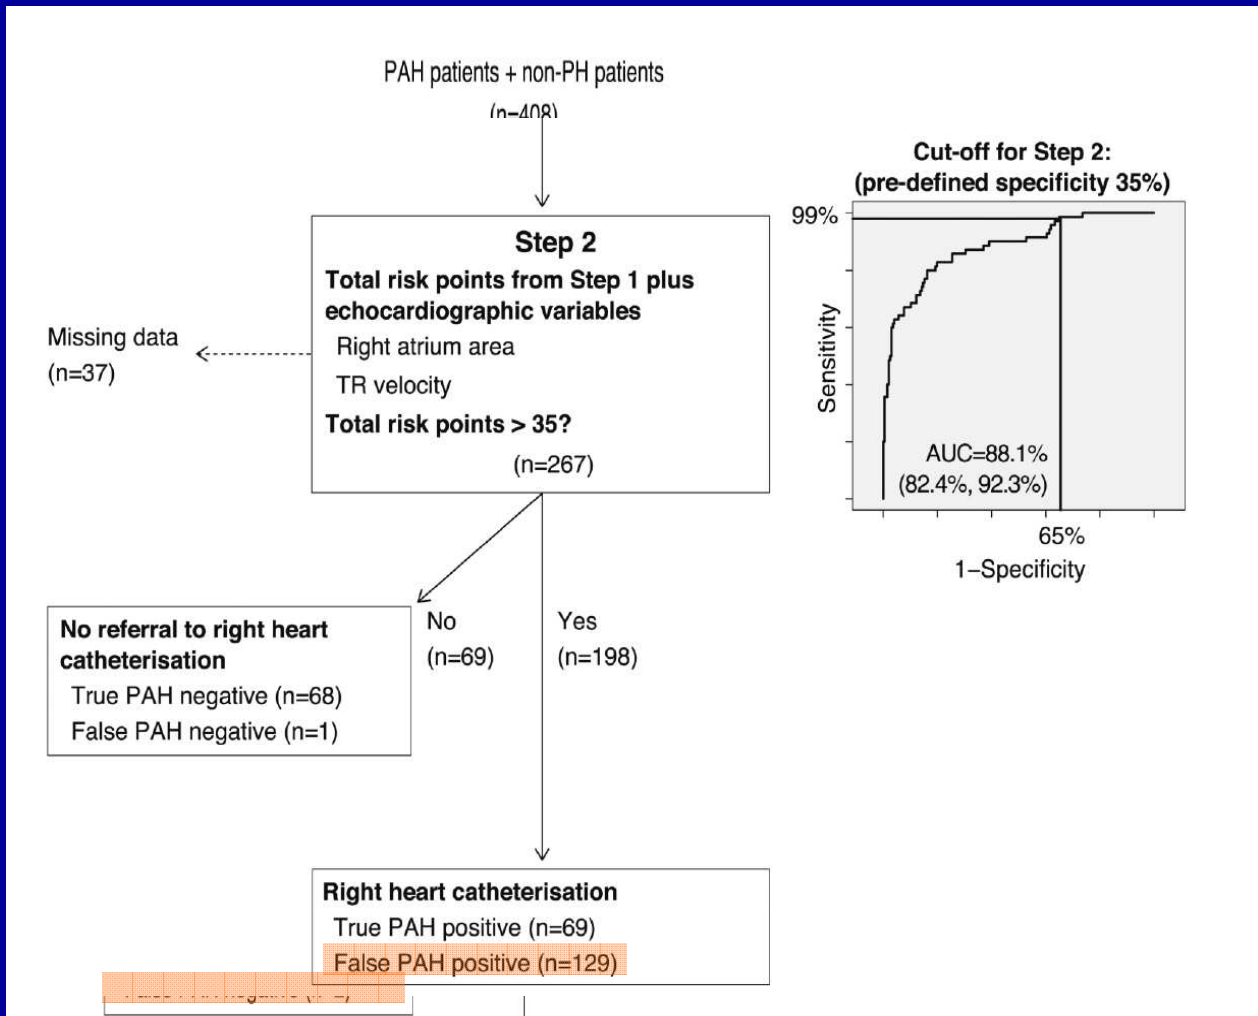 PAH patients + non-PH patients
(n=408)
Cut-off for Step 2:
(pre-defined specificity 35%)
99%
Sensitivity
AUC=88.1%
(82.4%, 92.3%)
65%
1–Specificity
Step 2
Total risk points from Step 1 plus
echocardiographic variables
Right atrium area
TR velocity
Total risk points > 35?
(n=267)
Missing data
(n=37)
No
(n=69)
Yes
(n=198)
No referral to right heart
catheterisation
True PAH negative (n=68)
False PAH negative (n=1)
Right heart catheterisation
True PAH positive (n=69)
False PAH positive (n=129)